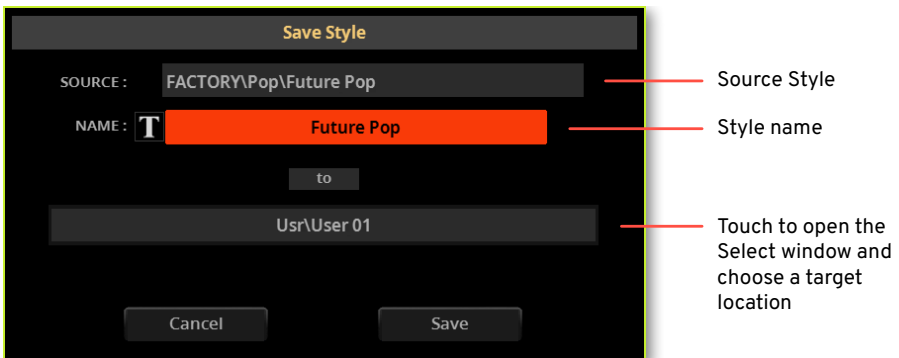 Save Style
SOURCE :
FACTORY\Pop\Future Pop
Source Style
NAME :
T
Future Pop
Style name
to
Usr\User 01
Touch to open the
Select window and
choose a target
location
Cancel
Save